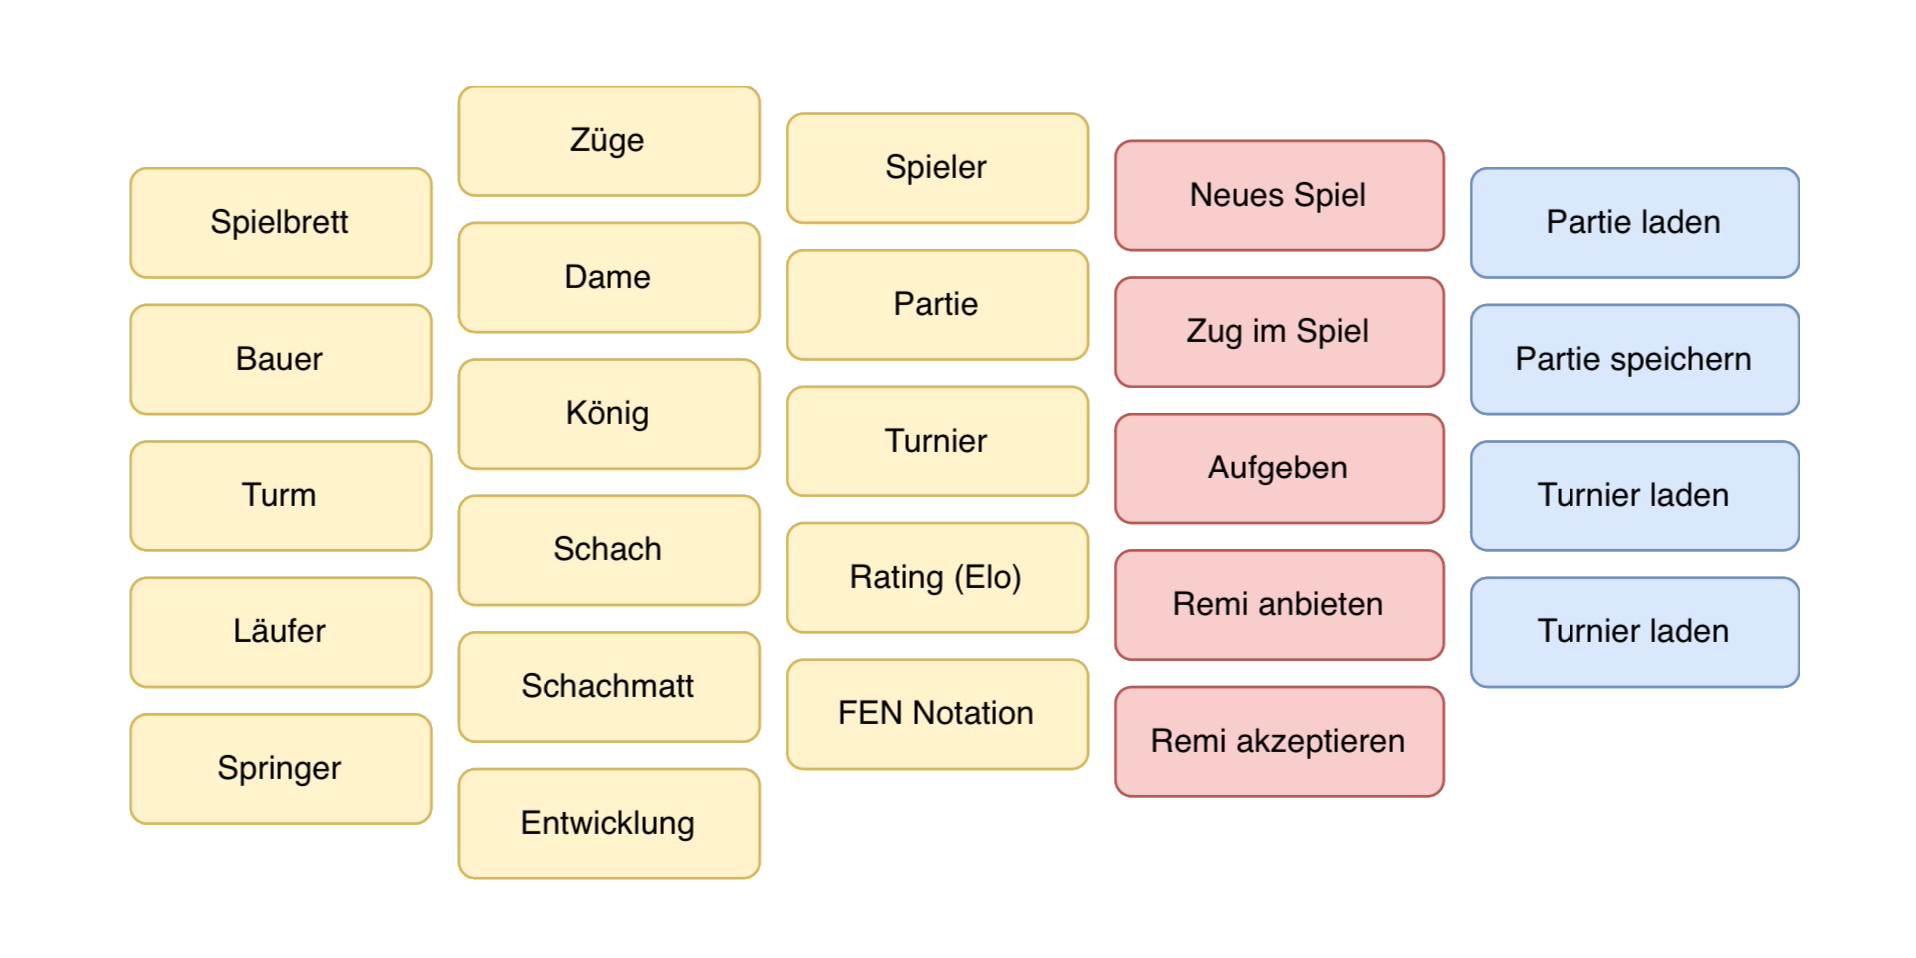 Spielbrett
Bauer
Turm
Läufer
Springer
Züge
Dame
König
Schach
Schachmatt
Entwicklung
Spieler
Partie
Turnier
Rating (Elo)
FEN Notation
Neues Spiel
Zug im Spiel
Aufgeben
Remi anbieten
Remi akzeptieren
Partie laden
Partie speichern
Turnier laden
Turnier laden